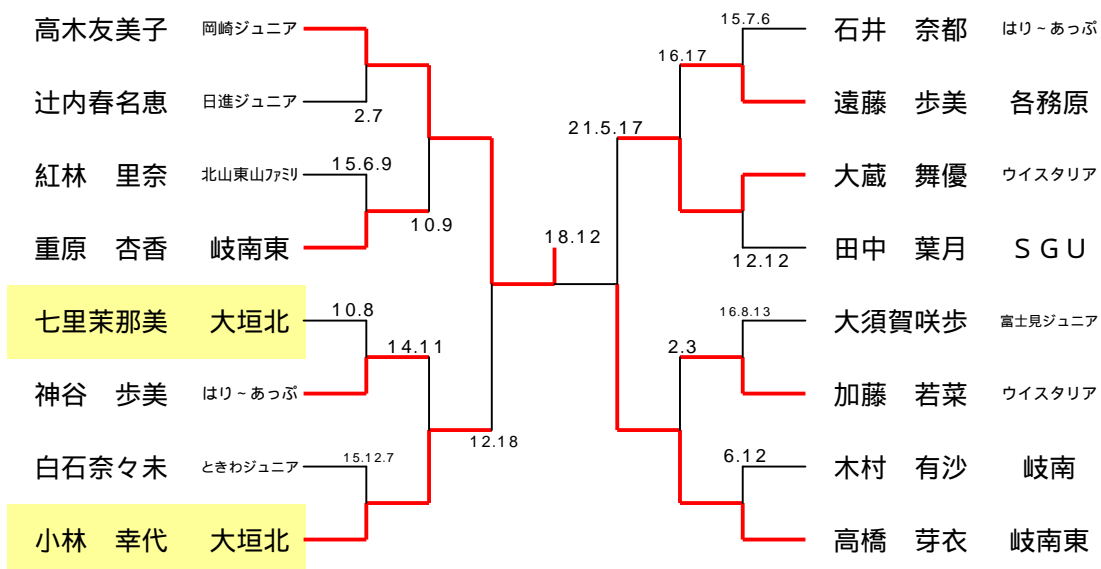 高木友美子 岡崎ジュニア
辻内春名恵 日進ジュニア
2.7
紅林 里奈 北山東山ﾌｧﾐﾘ
15.6.9
重原 杏香 岐南東
10.9
七里茉那美 大垣北
10.8
14.11
神谷 歩美 はり~あっぷ
12.18
白石奈々未 ときわジュニア
15.12.7
小林 幸代 大垣北
18.12
15.7.6
石井 奈都 はり~あっぷ
16.17
遠藤 歩美 各務原
21.5.17
大蔵 舞優 ウイスタリア
12.12
田中 葉月 ＳＧＵ
16.8.13
大須賀咲歩 富士見ジュニア
2.3
加藤 若菜 ウイスタリア
6.12
木村 有沙 岐南
高橋 芽衣 岐南東